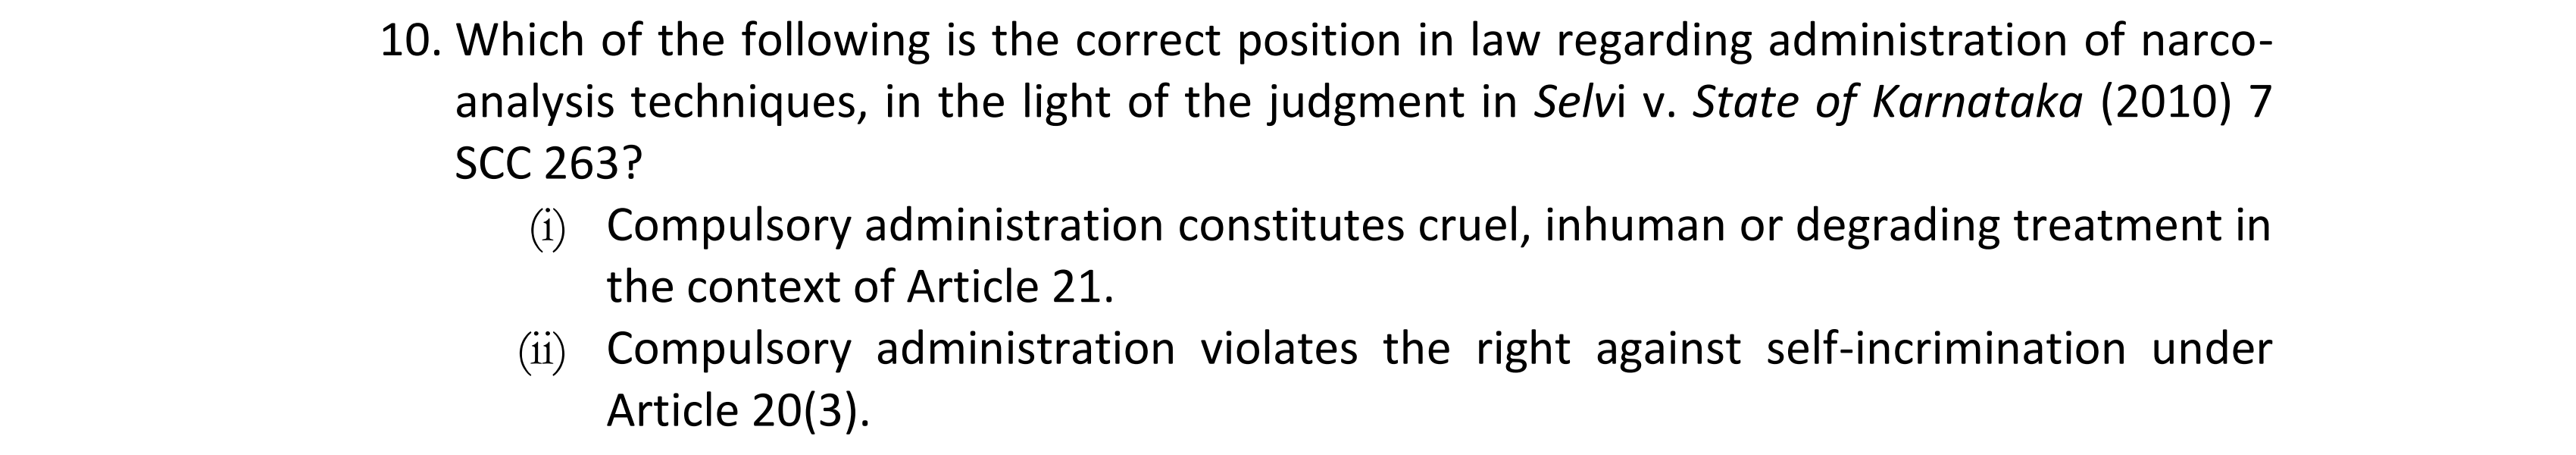 10. Which of the following is the correct position in law regarding administration of narco-
analysis techniques, in the light of the judgment in Selvi v. State of Karnataka (2010) 7
SCC 263?
(i) Compulsory administration constitutes cruel, inhuman or degrading treatment in
the context of Article 21.
(ii) Compulsory administration violates the right against self-incrimination under
Article 20(3).